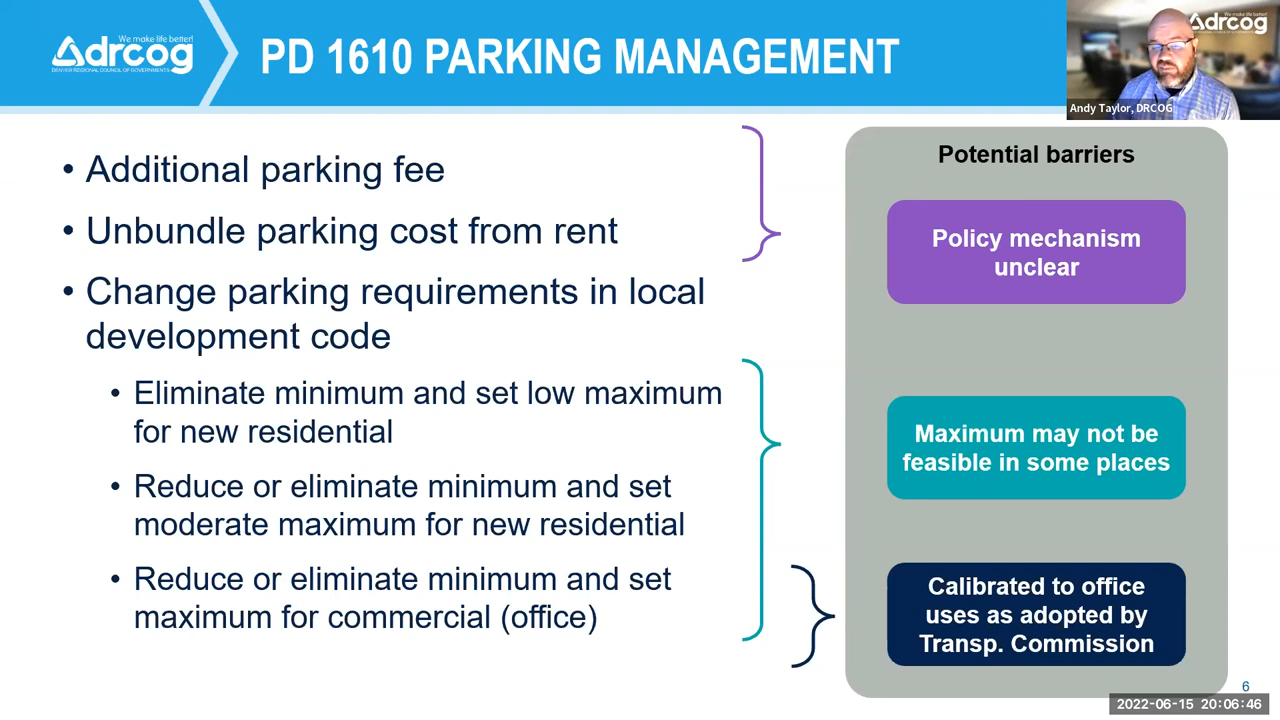 We make life better!
drcog
DENVER REGIONAL COUNCIL OF GOVERNMENTS
PD 1610 PARKING MANAGEMENT
We make life better!
drcog
Andy Taylor, DRCOG
• Additional parking fee
• Unbundle parking cost from rent
• Change parking requirements in local
development code
• Eliminate minimum and set low maximum
for new residential
• Reduce or eliminate minimum and set
moderate maximum for new residential
• Reduce or eliminate minimum and set
maximum for commercial (office)
Potential barriers
Policy mechanism
unclear
Maximum may not be
feasible in some places
Calibrated to office
uses as adopted by
Transp. Commission
6
2022-06-15 20:06:46